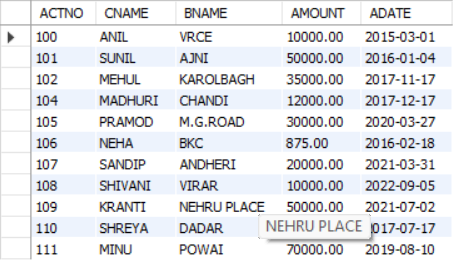 ACTNO CNAME BNAME AMOUNT ADATE
100 ANIL VRCE 10000.00 2015-03-01
101 SUNIL AJNI 50000.00 2016-01-04
102 MEHUL KAROLBAGH 35000.00 2017-11-17
104 MADHURI CHANDI 12000.00 2017-12-17
105 PRAMOD M.G.ROAD 30000.00 2020-03-27
106 NEHA BKC 875.00 2016-02-18
107 SANDIP ANDHERI 20000.00 2021-03-31
108 SHIVANI VIRAR 10000.00 2022-09-05
109 KRANTI NEHRU PLACE 50000.00 2021-07-02
110 SHREYA DADAR NEHRU PLACE 017-07-17
111 MINU POWAI 70000.00 2019-08-10